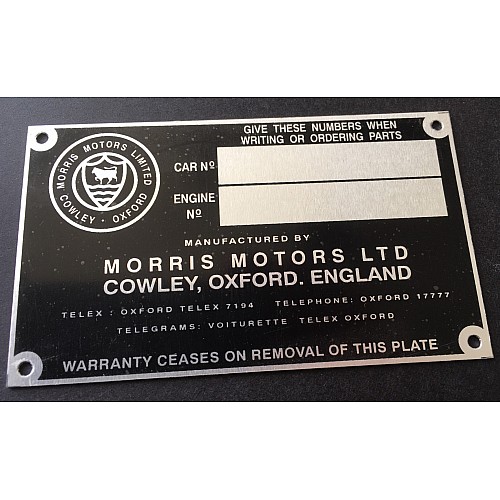 MORRIS MOTORS LIMITED
COWLEY · OXFORD
GIVE THESE NUMBERS WHEN
WRITING OR ORDERING PARTS
CAR Nº
ENGINE
Nº
MANUFACTURED BY
MORRIS MOTORS LTD
COWLEY, OXFORD. ENGLAND
TELEX : OXFORD TELEX 7194 TELEPHONE: OXFORD 17777
TELEGRAMS: VOITURETTE TELEX OXFORD
WARRANTY CEASES ON REMOVAL OF THIS PLATE